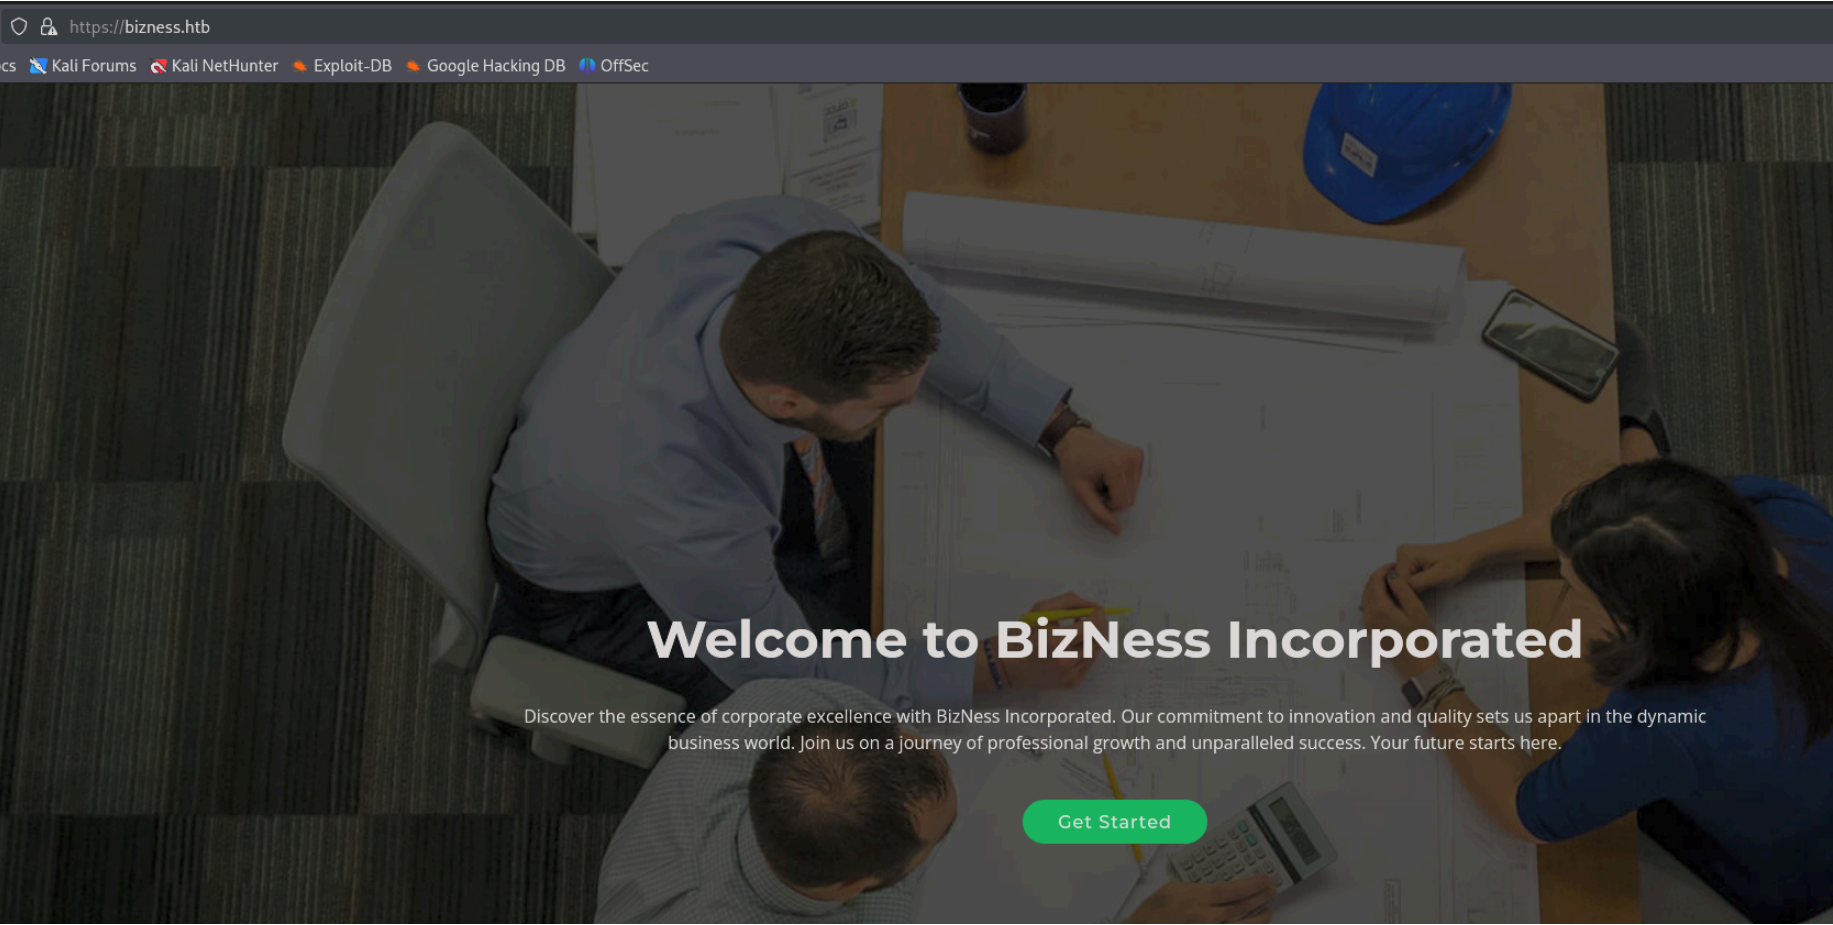 https://bizness.htb
cs Kali Forums Kali NetHunter Exploit-DB Google Hacking DB OffSec
Welcome to BizNess Incorporated
Discover the essence of corporate excellence with BizNess Incorporated. Our commitment to innovation and quality sets us apart in the dynamic
business world. Join us on a journey of professional growth and unparalleled success. Your future starts here.
Get Started